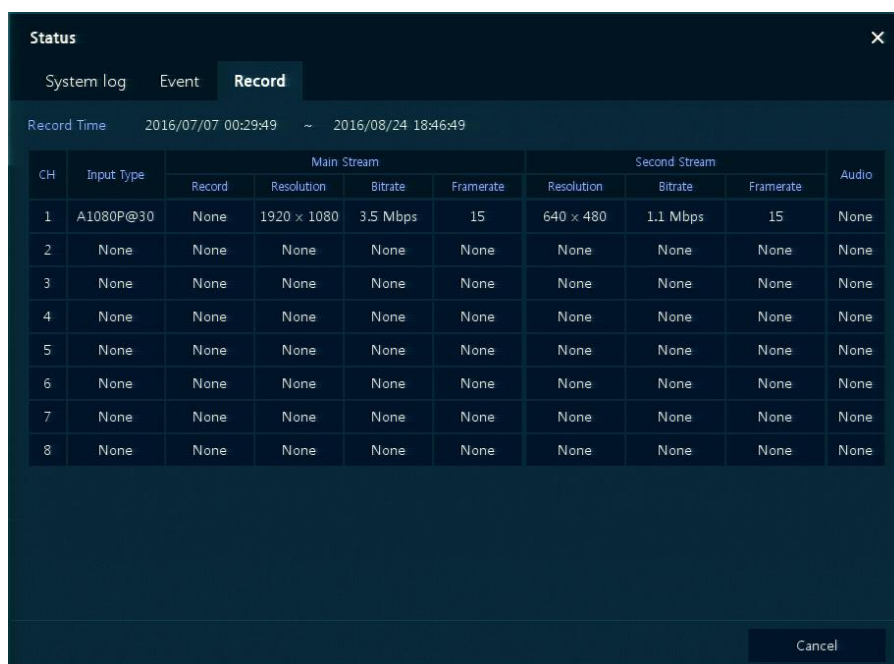 Status ×
System log Event Record
Record Time 2016/07/07 00:29:49 ~ 2016/08/24 18:46:49
CH Input Type Main Stream Second Stream Audio
Record Resolution Bitrate Framerate Resolution Bitrate Framerate
1 A1080P@30 None 1920 × 1080 3.5 Mbps 15 640 × 480 1.1 Mbps 15 None
2 None None None None None None None None None
3 None None None None None None None None None
4 None None None None None None None None None
5 None None None None None None None None None
6 None None None None None None None None None
7 None None None None None None None None None
8 None None None None None None None None None
Cancel